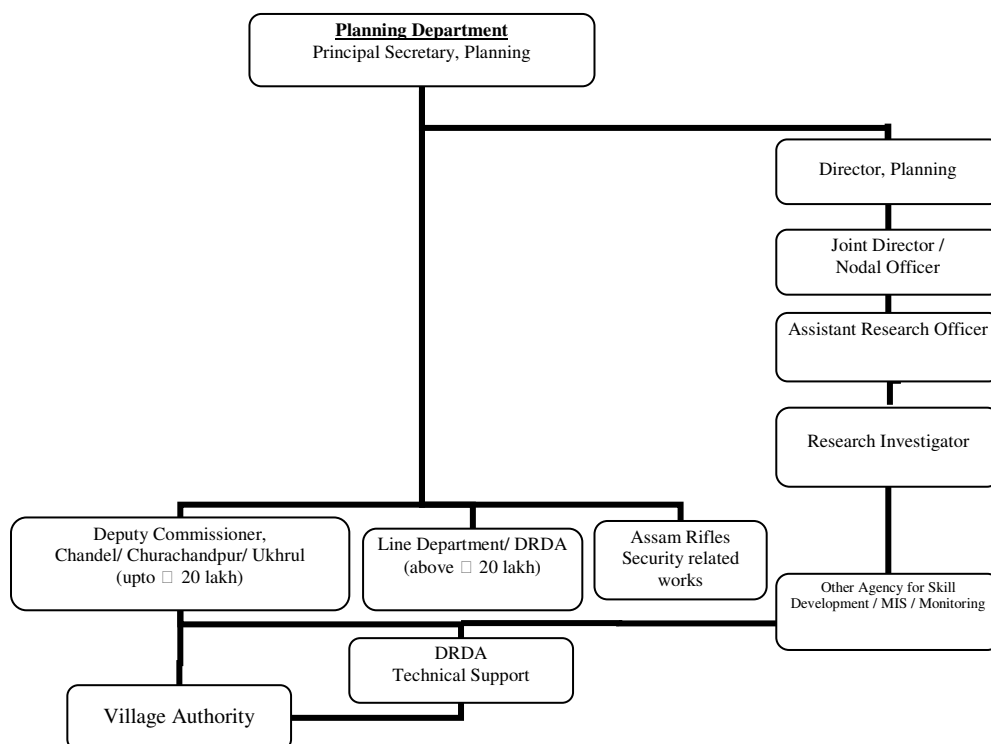 Planning Department
Principal Secretary, Planning
Director, Planning
Joint Director /
Nodal Officer
Assistant Research Officer
Research Investigator
Deputy Commissioner,
Chandel/ Churachandpur/ Ukhrul
(upto □ 20 lakh)
Line Department/ DRDA
(above □ 20 lakh)
Assam Rifles
Security related
works
Other Agency for Skill
Development / MIS / Monitoring
DRDA
Technical Support
Village Authority